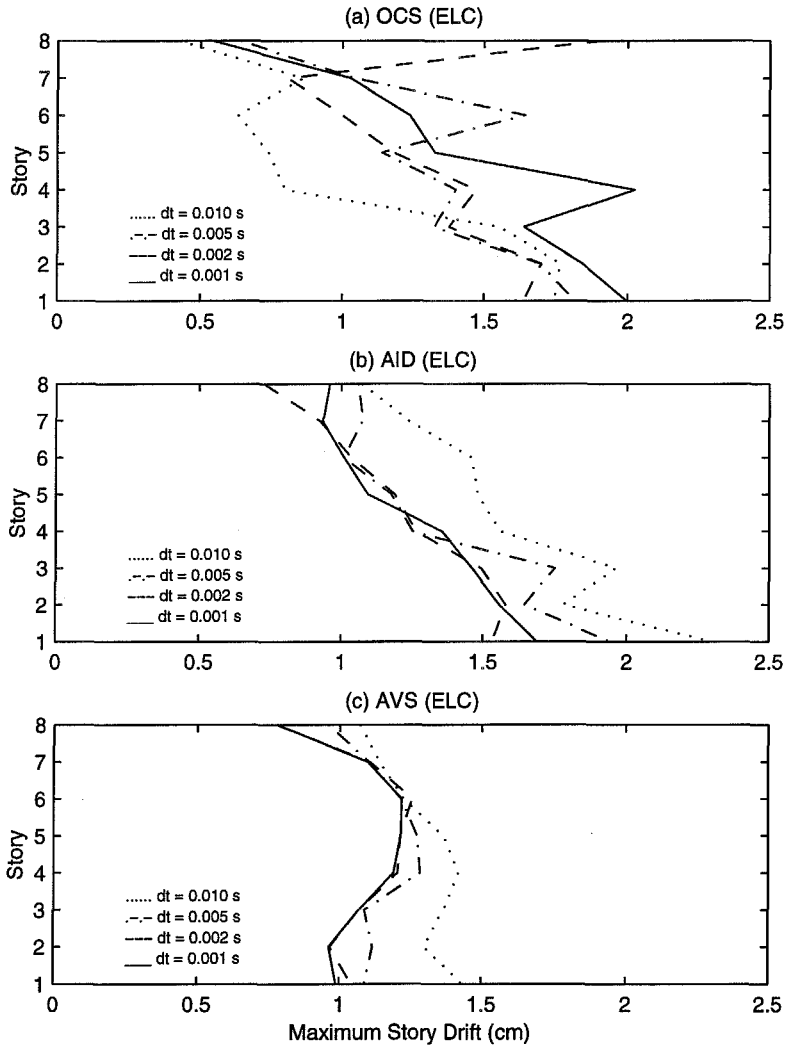 (a) OCS (ELC)
8
7
6
5
4
3
2
1
Story
dt = 0.010 s
dt = 0.005 s
dt = 0.002 s
dt = 0.001 s
0 0.5 1 1.5 2 2.5
(b) AID (ELC)
8
7
6
5
4
3
2
1
Story
dt = 0.010 s
dt = 0.005 s
dt = 0.002 s
dt = 0.001 s
0 0.5 1 1.5 2 2.5
(c) AVS (ELC)
8
7
6
5
4
3
2
1
Story
dt = 0.010 s
dt = 0.005 s
dt = 0.002 s
dt = 0.001 s
0 0.5 1 1.5 2 2.5
Maximum Story Drift (cm)